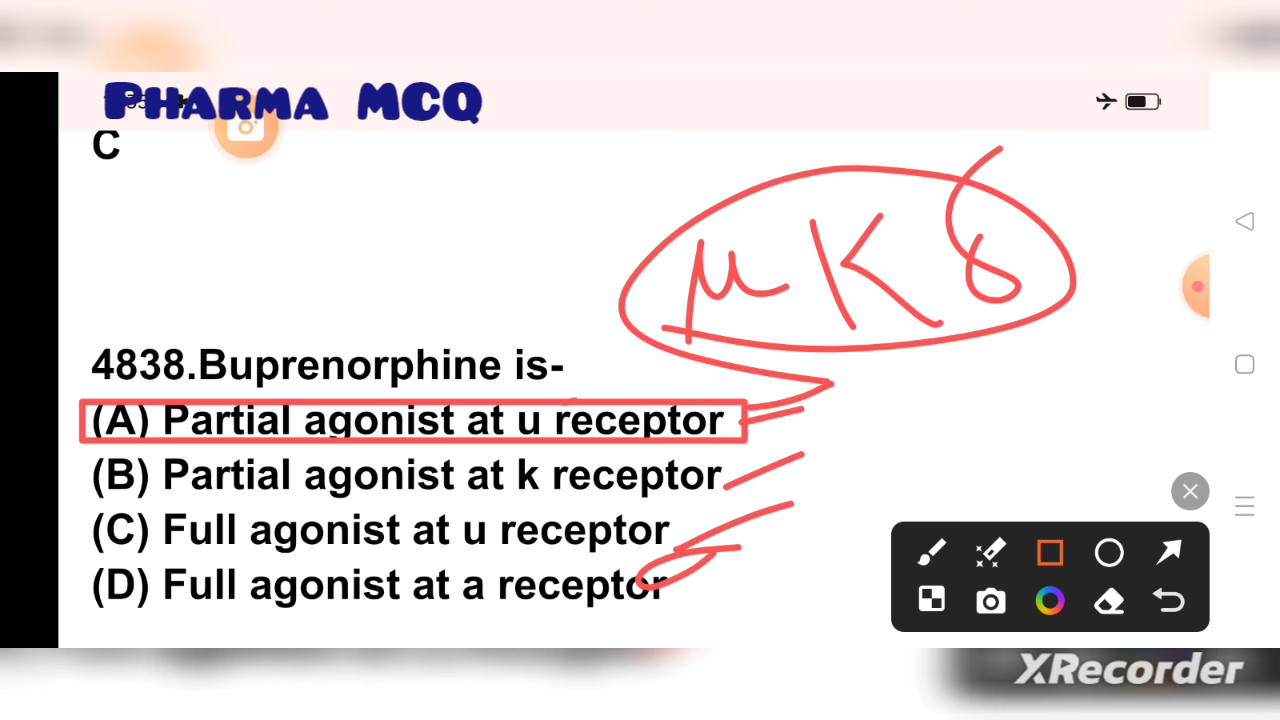 PHARMA MCQ
C
μ K δ
4838.Buprenorphine is-
(A) Partial agonist at u receptor
(B) Partial agonist at k receptor
(C) Full agonist at u receptor
(D) Full agonist at a receptor
XRecorder